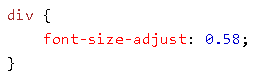 div {
    font-size-adjust: 0.58;
}